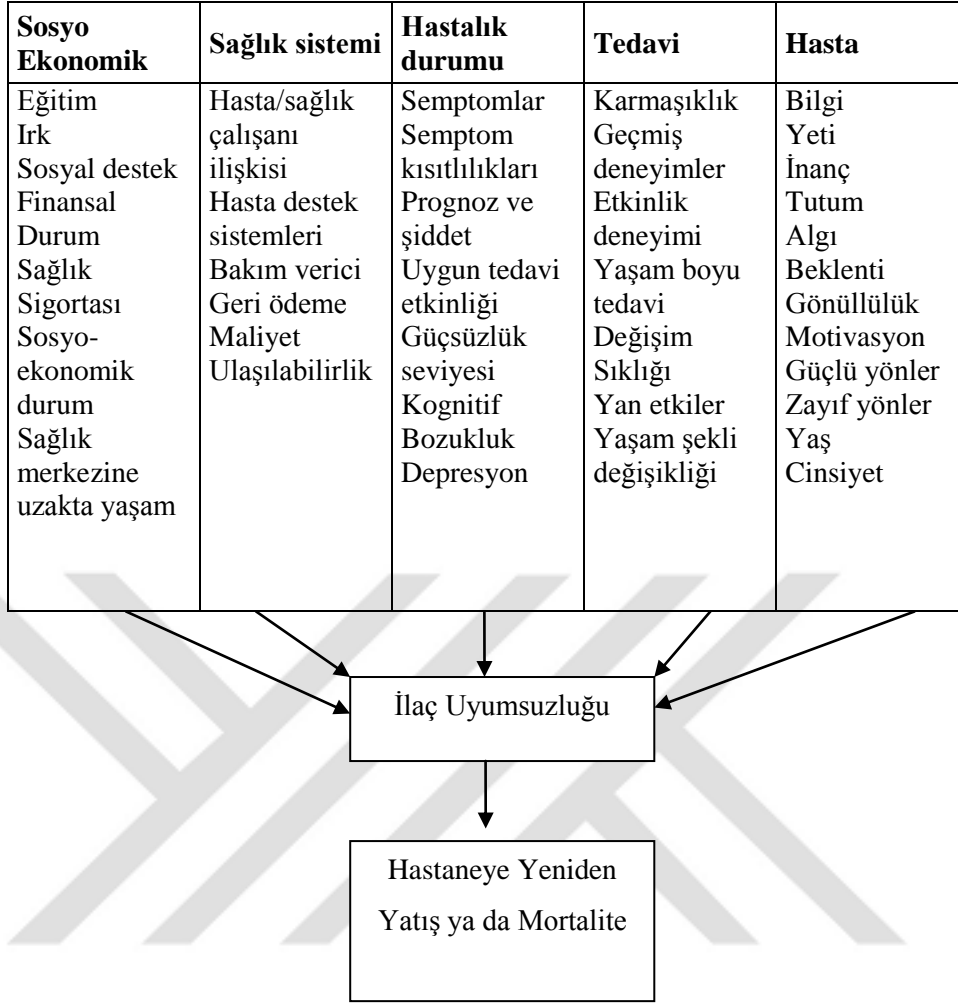 Sosyo
Ekonomik
Sağlık sistemi
Hastalık
durumu
Tedavi
Hasta
Eğitim
Irk
Sosyal destek
Finansal
Durum
Sağlık
Sigortası
Sosyo-
ekonomik
durum
Sağlık
merkezine
uzakta yaşam
Hasta/sağlık
çalışanı
ilişkisi
Hasta destek
sistemleri
Bakım verici
Geri ödeme
Maliyet
Ulaşılabilirlik
Semptomlar
Semptom
kısıtlılıkları
Prognoz ve
şiddet
Uygun tedavi
etkinliği
Güçsüzlük
seviyesi
Kognitif
Bozukluk
Depresyon
Karmaşıklık
Geçmiş
deneyimler
Etkinlik
deneyimi
Yaşam boyu
tedavi
Değişim
Sıklığı
Yan etkiler
Yaşam şekli
değişikliği
Bilgi
Yeti
İnanç
Tutum
Algı
Beklenti
Gönüllülük
Motivasyon
Güçlü yönler
Zayıf yönler
Yaş
Cinsiyet
İlaç Uyumsuzluğu
Hastaneye Yeniden
Yatış ya da Mortalite